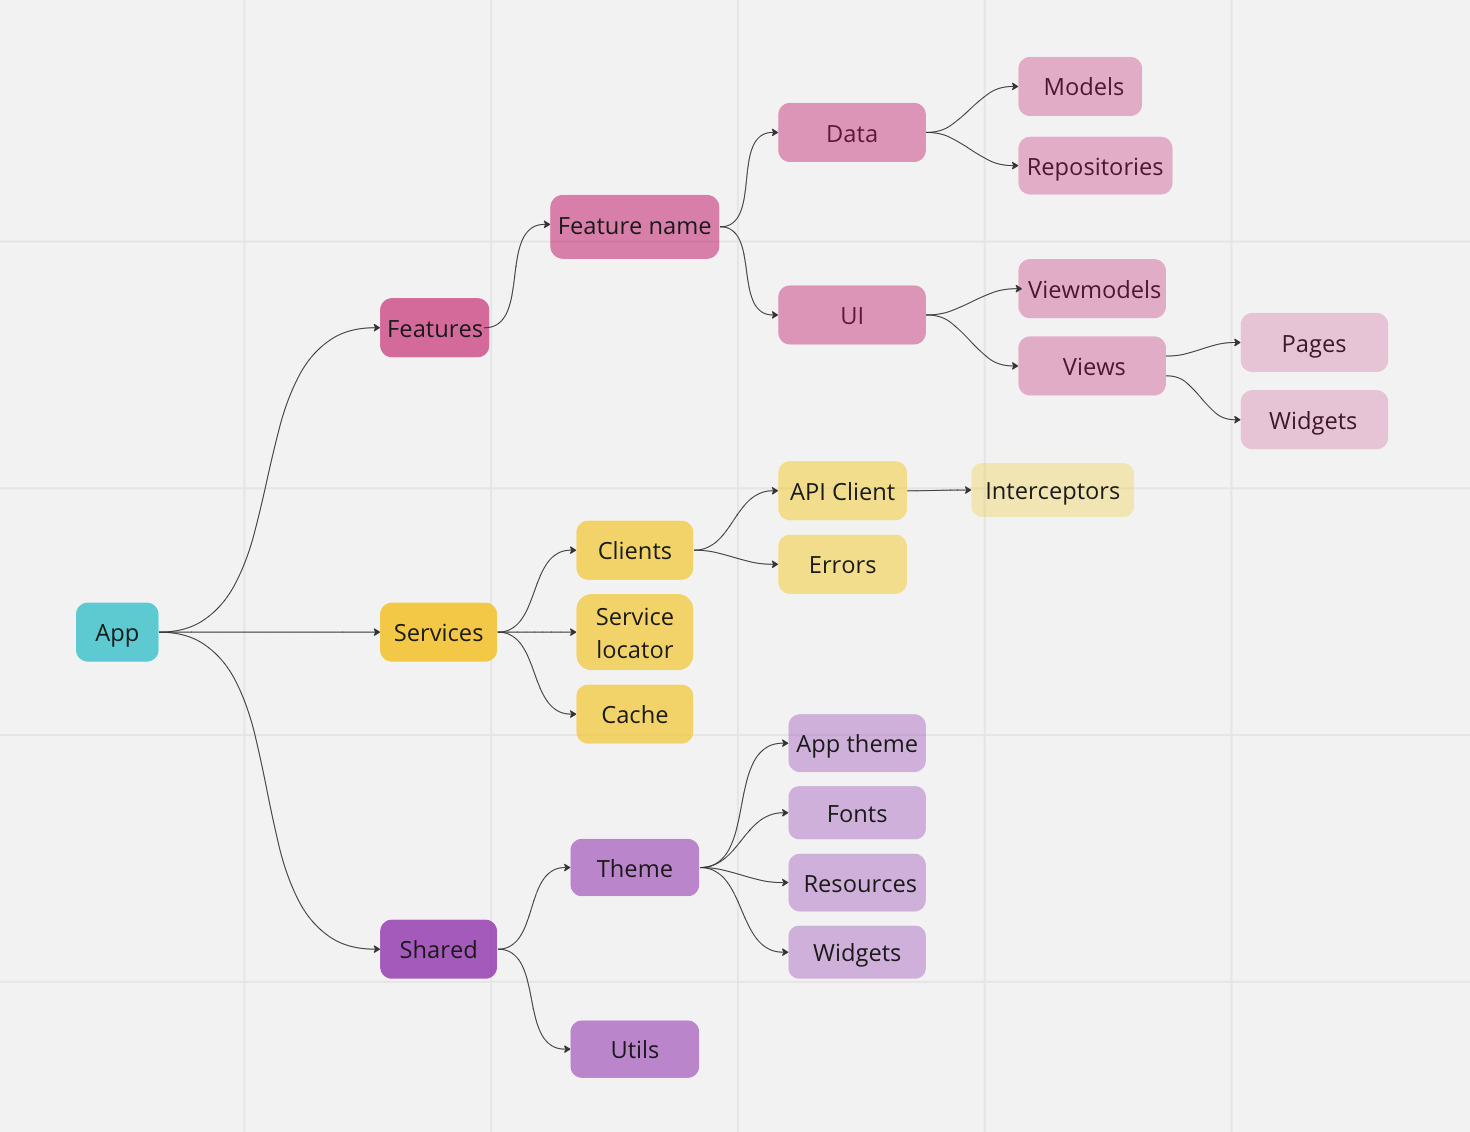 App
Features
Feature name
Data
Models
Repositories
UI
Viewmodels
Views
Pages
Widgets
Services
Clients
API Client
Interceptors
Errors
Service
locator
Cache
Shared
Theme
App theme
Fonts
Resources
Widgets
Utils